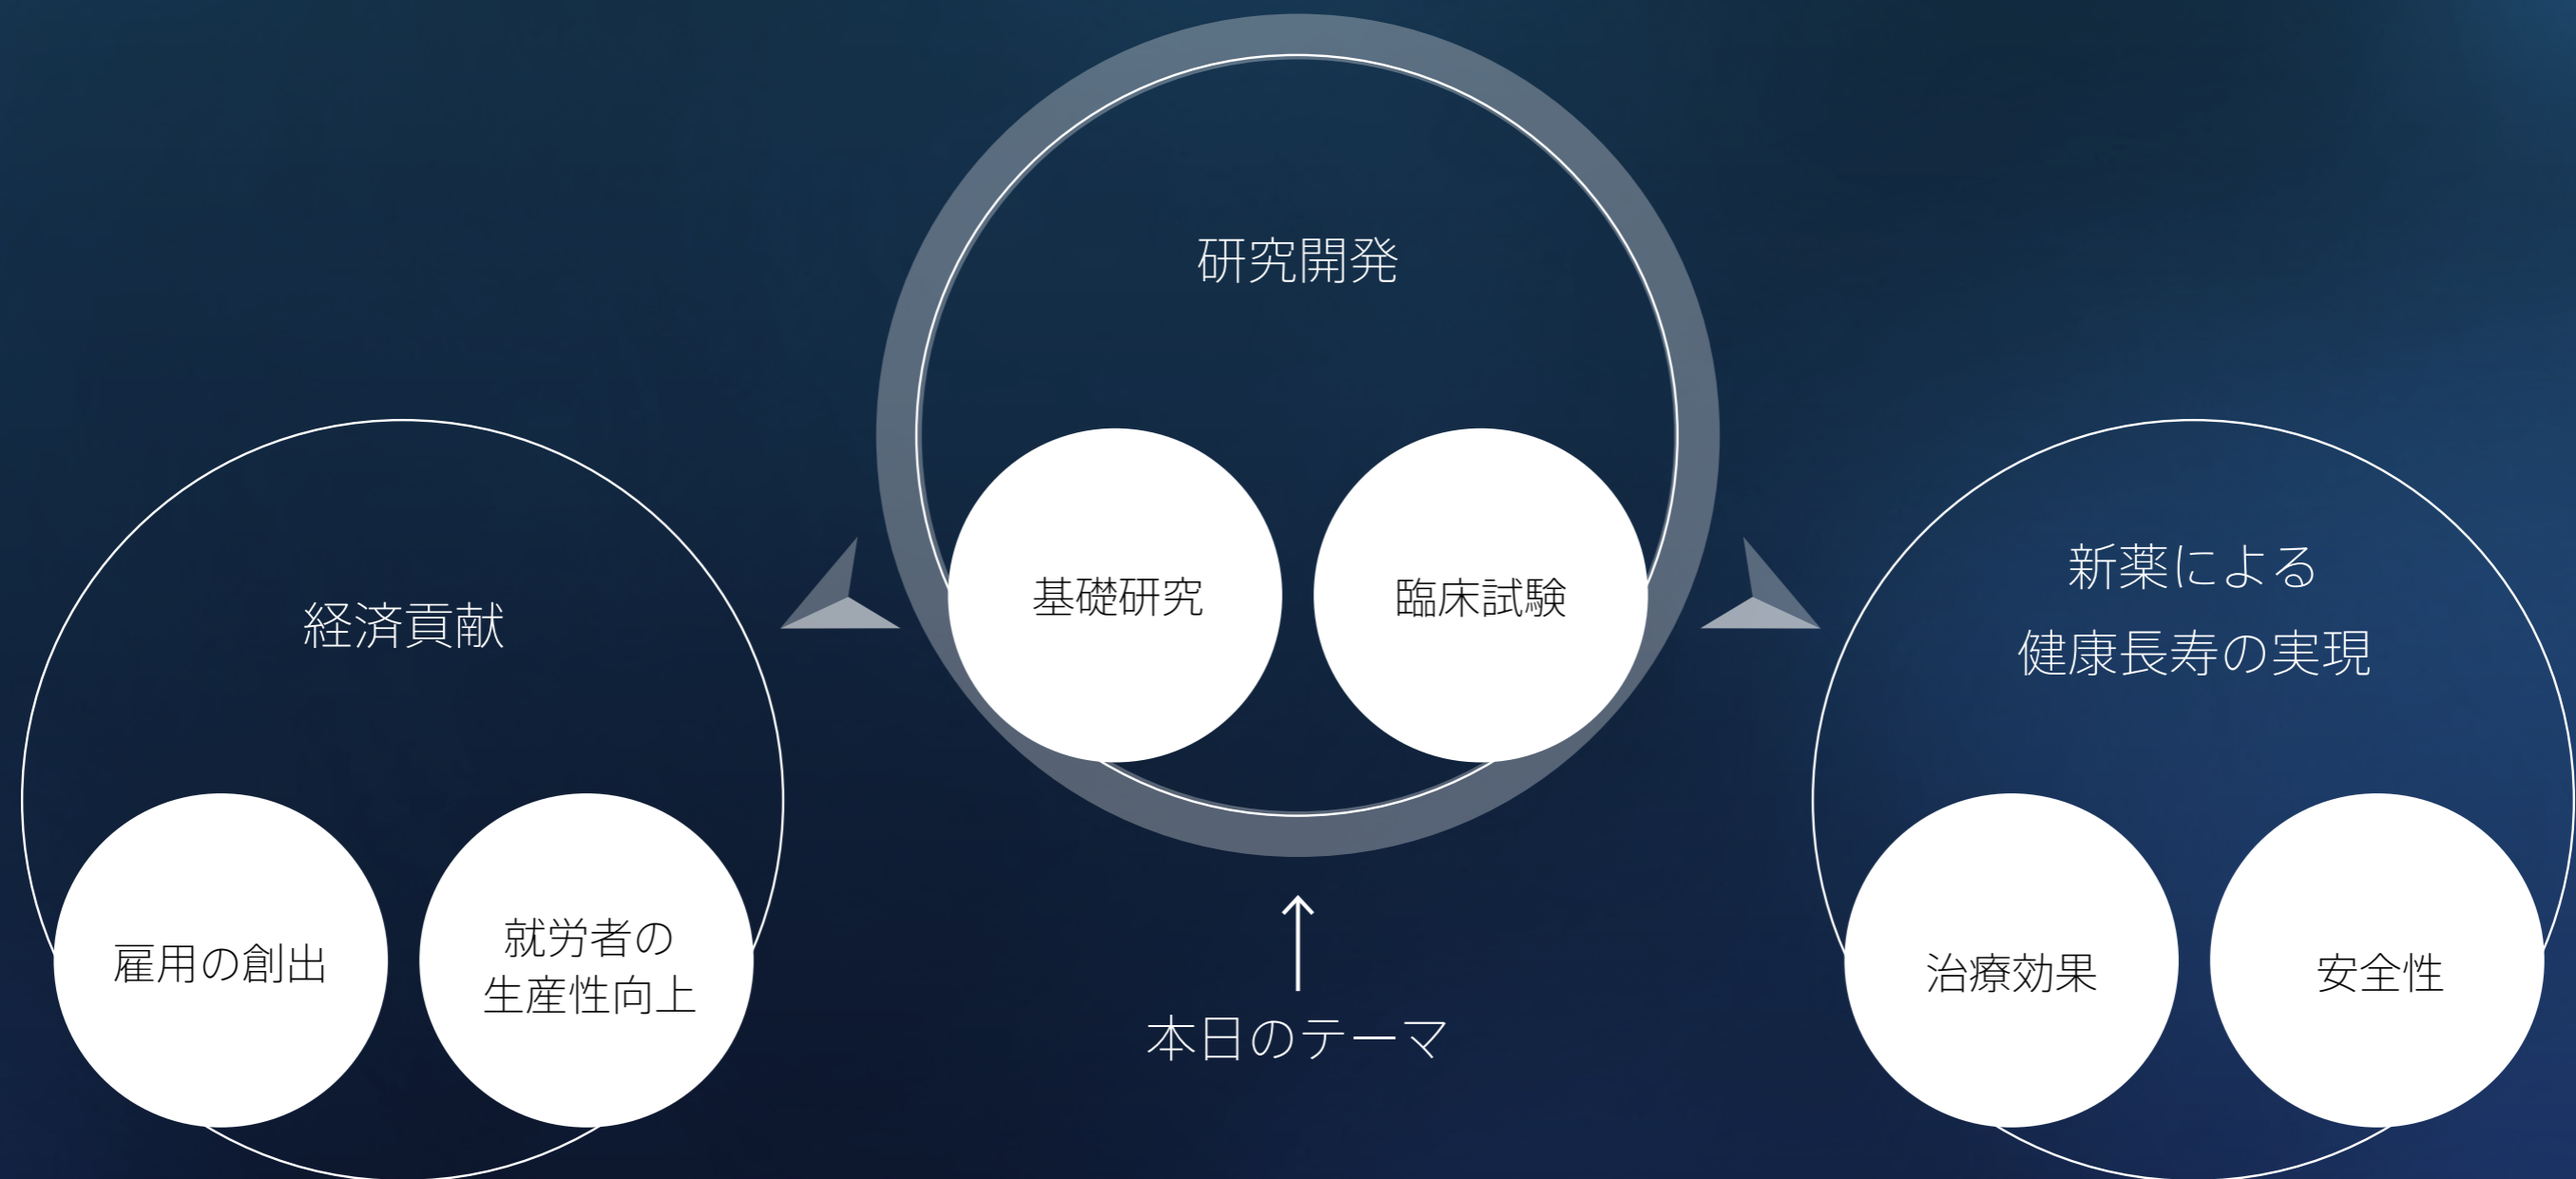 研究開発
基礎研究
臨床試験
経済貢献
雇用の創出
就労者の
生産性向上
新薬による
健康長寿の実現
治療効果
安全性
本日のテーマ